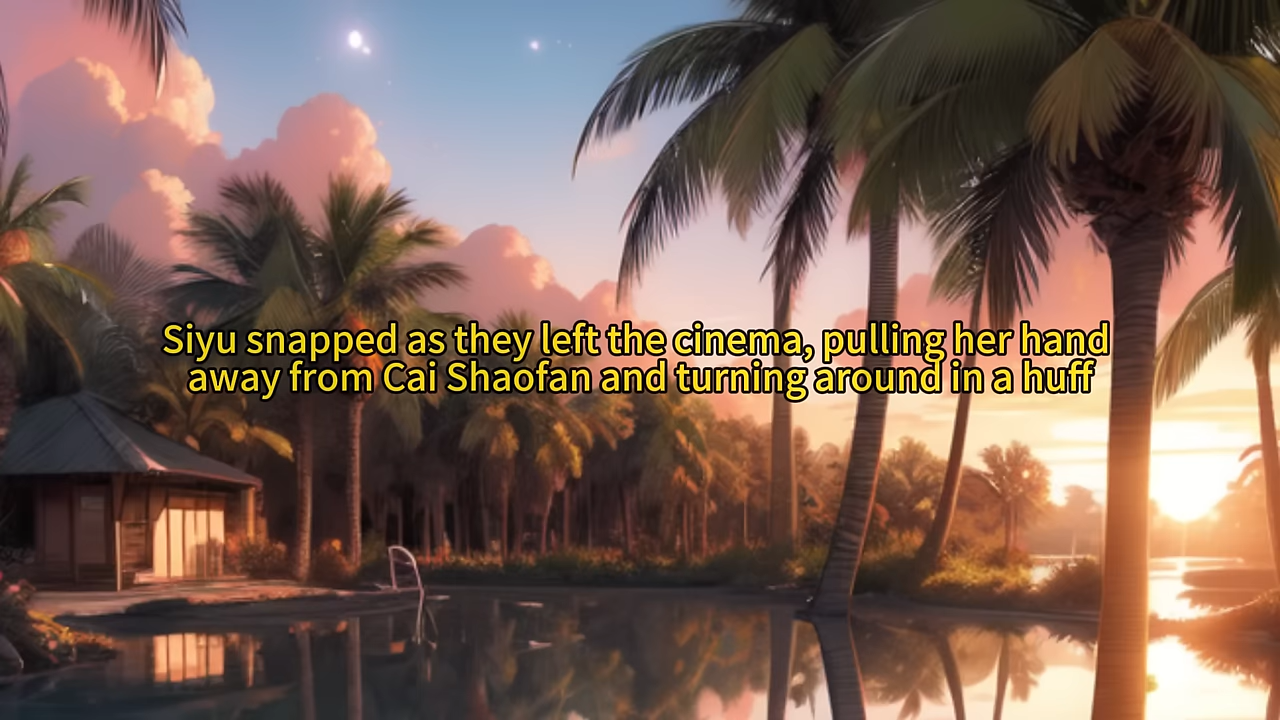 Siyu snapped as they left the cinema, pulling her hand
away from Cai Shaofan and turning around in a huff